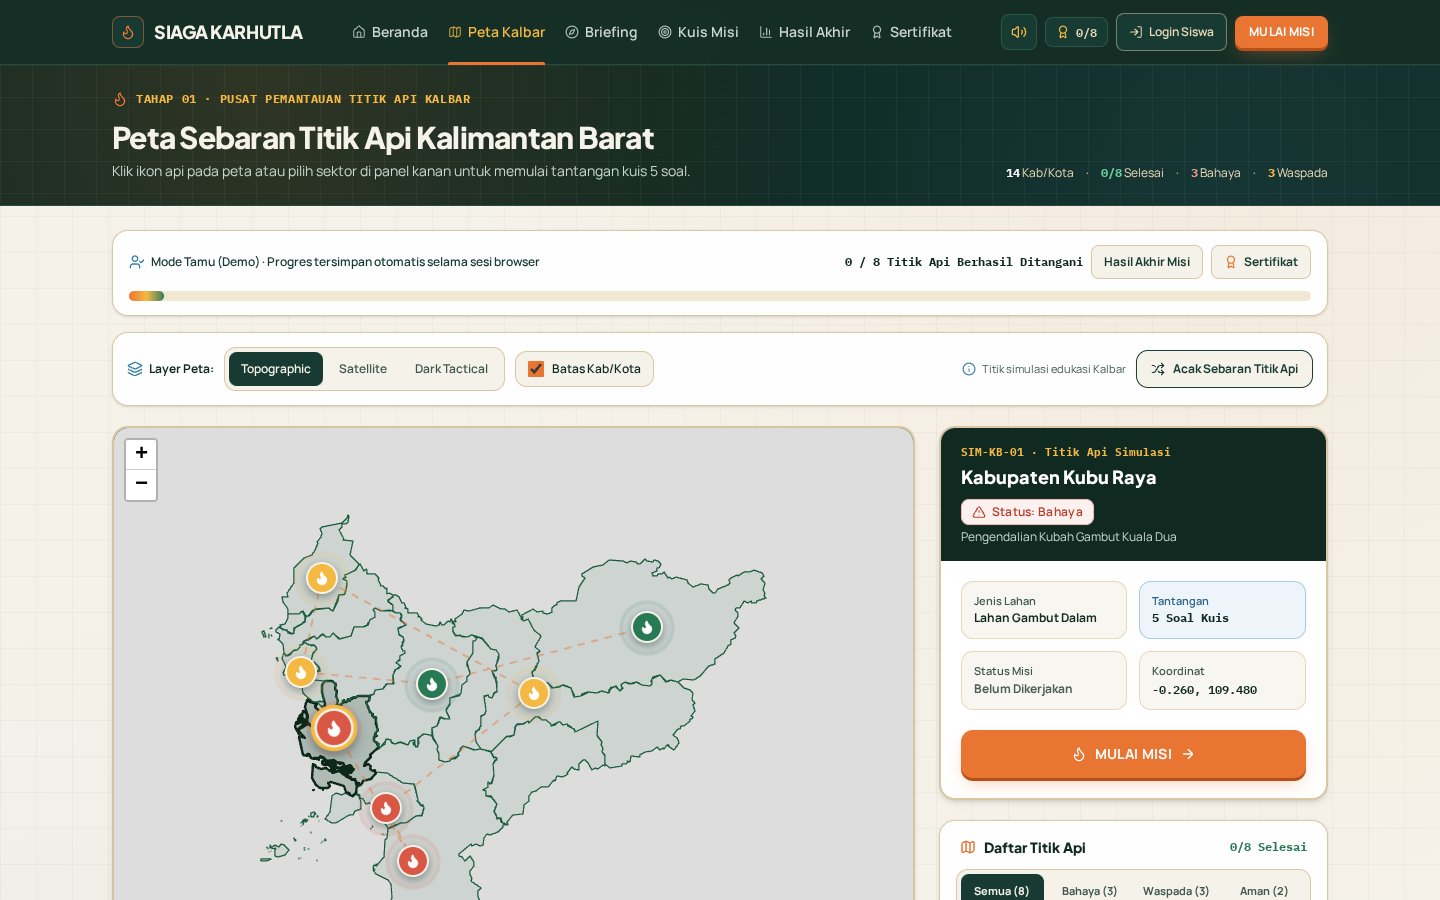 SIAGA KARHUTLA
Beranda
Peta Kalbar
Briefing
Kuis Misi
Hasil Akhir
Sertifikat
0/8
Login Siswa
MULAI MISI
TAHAP 01 · PUSAT PEMANTAUAN TITIK API KALBAR
Peta Sebaran Titik Api Kalimantan Barat
Klik ikon api pada peta atau pilih sektor di panel kanan untuk memulai tantangan kuis 5 soal.
14 Kab/Kota · 0/8 Selesai · 3 Bahaya · 3 Waspada
Mode Tamu (Demo) · Progres tersimpan otomatis selama sesi browser
0 / 8 Titik Api Berhasil Ditangani
Hasil Akhir Misi
Sertifikat
Layer Peta:
Topographic
Satellite
Dark Tactical
Batas Kab/Kota
Titik simulasi edukasi Kalbar
Acak Sebaran Titik Api
+
−
SIM-KB-01 · Titik Api Simulasi
Kabupaten Kubu Raya
Status: Bahaya
Pengendalian Kubah Gambut Kuala Dua
Jenis Lahan
Lahan Gambut Dalam
Tantangan
5 Soal Kuis
Status Misi
Belum Dikerjakan
Koordinat
-0.260, 109.480
MULAI MISI →
Daftar Titik Api
0/8 Selesai
Semua (8)
Bahaya (3)
Waspada (3)
Aman (2)